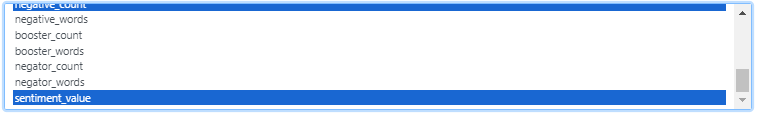 negative_count
negative_words
booster_count
booster_words
negator_count
negator_words
sentiment_value